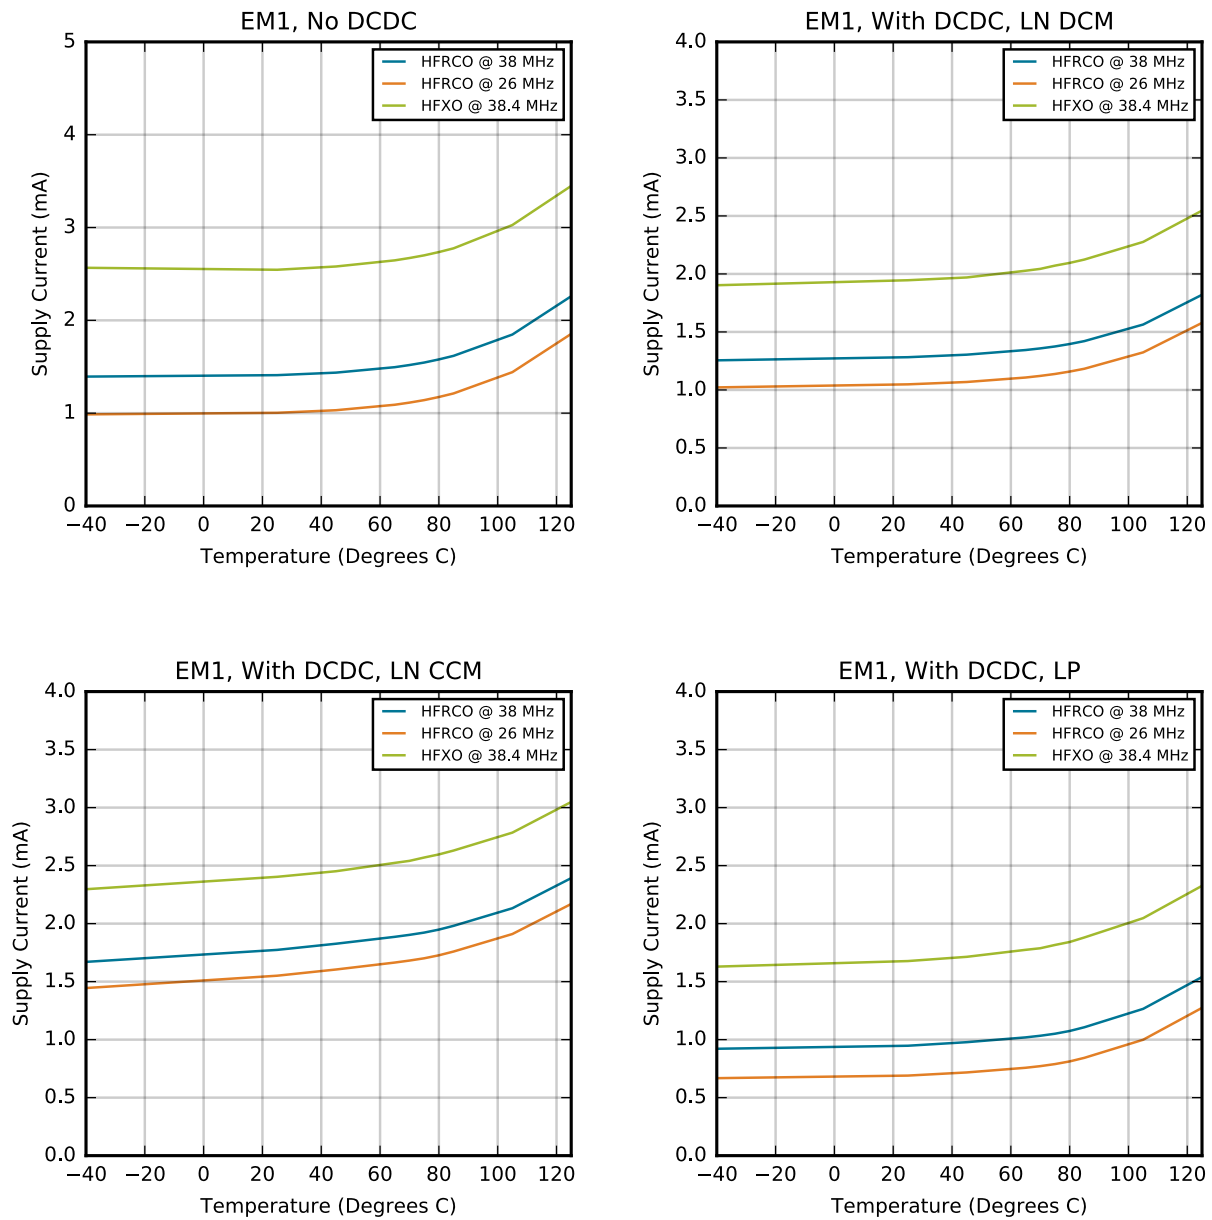 EM1, No DCDC
5
4
3
2
1
0
Supply Current (mA)
HFRCO @ 38 MHz
HFRCO @ 26 MHz
HFXO @ 38.4 MHz
−40 −20 0 20 40 60 80 100 120
Temperature (Degrees C)
EM1, With DCDC, LN DCM
4.0
3.5
3.0
2.5
2.0
1.5
1.0
0.5
0.0
Supply Current (mA)
HFRCO @ 38 MHz
HFRCO @ 26 MHz
HFXO @ 38.4 MHz
−40 −20 0 20 40 60 80 100 120
Temperature (Degrees C)
EM1, With DCDC, LN CCM
4.0
3.5
3.0
2.5
2.0
1.5
1.0
0.5
0.0
Supply Current (mA)
HFRCO @ 38 MHz
HFRCO @ 26 MHz
HFXO @ 38.4 MHz
−40 −20 0 20 40 60 80 100 120
Temperature (Degrees C)
EM1, With DCDC, LP
4.0
3.5
3.0
2.5
2.0
1.5
1.0
0.5
0.0
Supply Current (mA)
HFRCO @ 38 MHz
HFRCO @ 26 MHz
HFXO @ 38.4 MHz
−40 −20 0 20 40 60 80 100 120
Temperature (Degrees C)